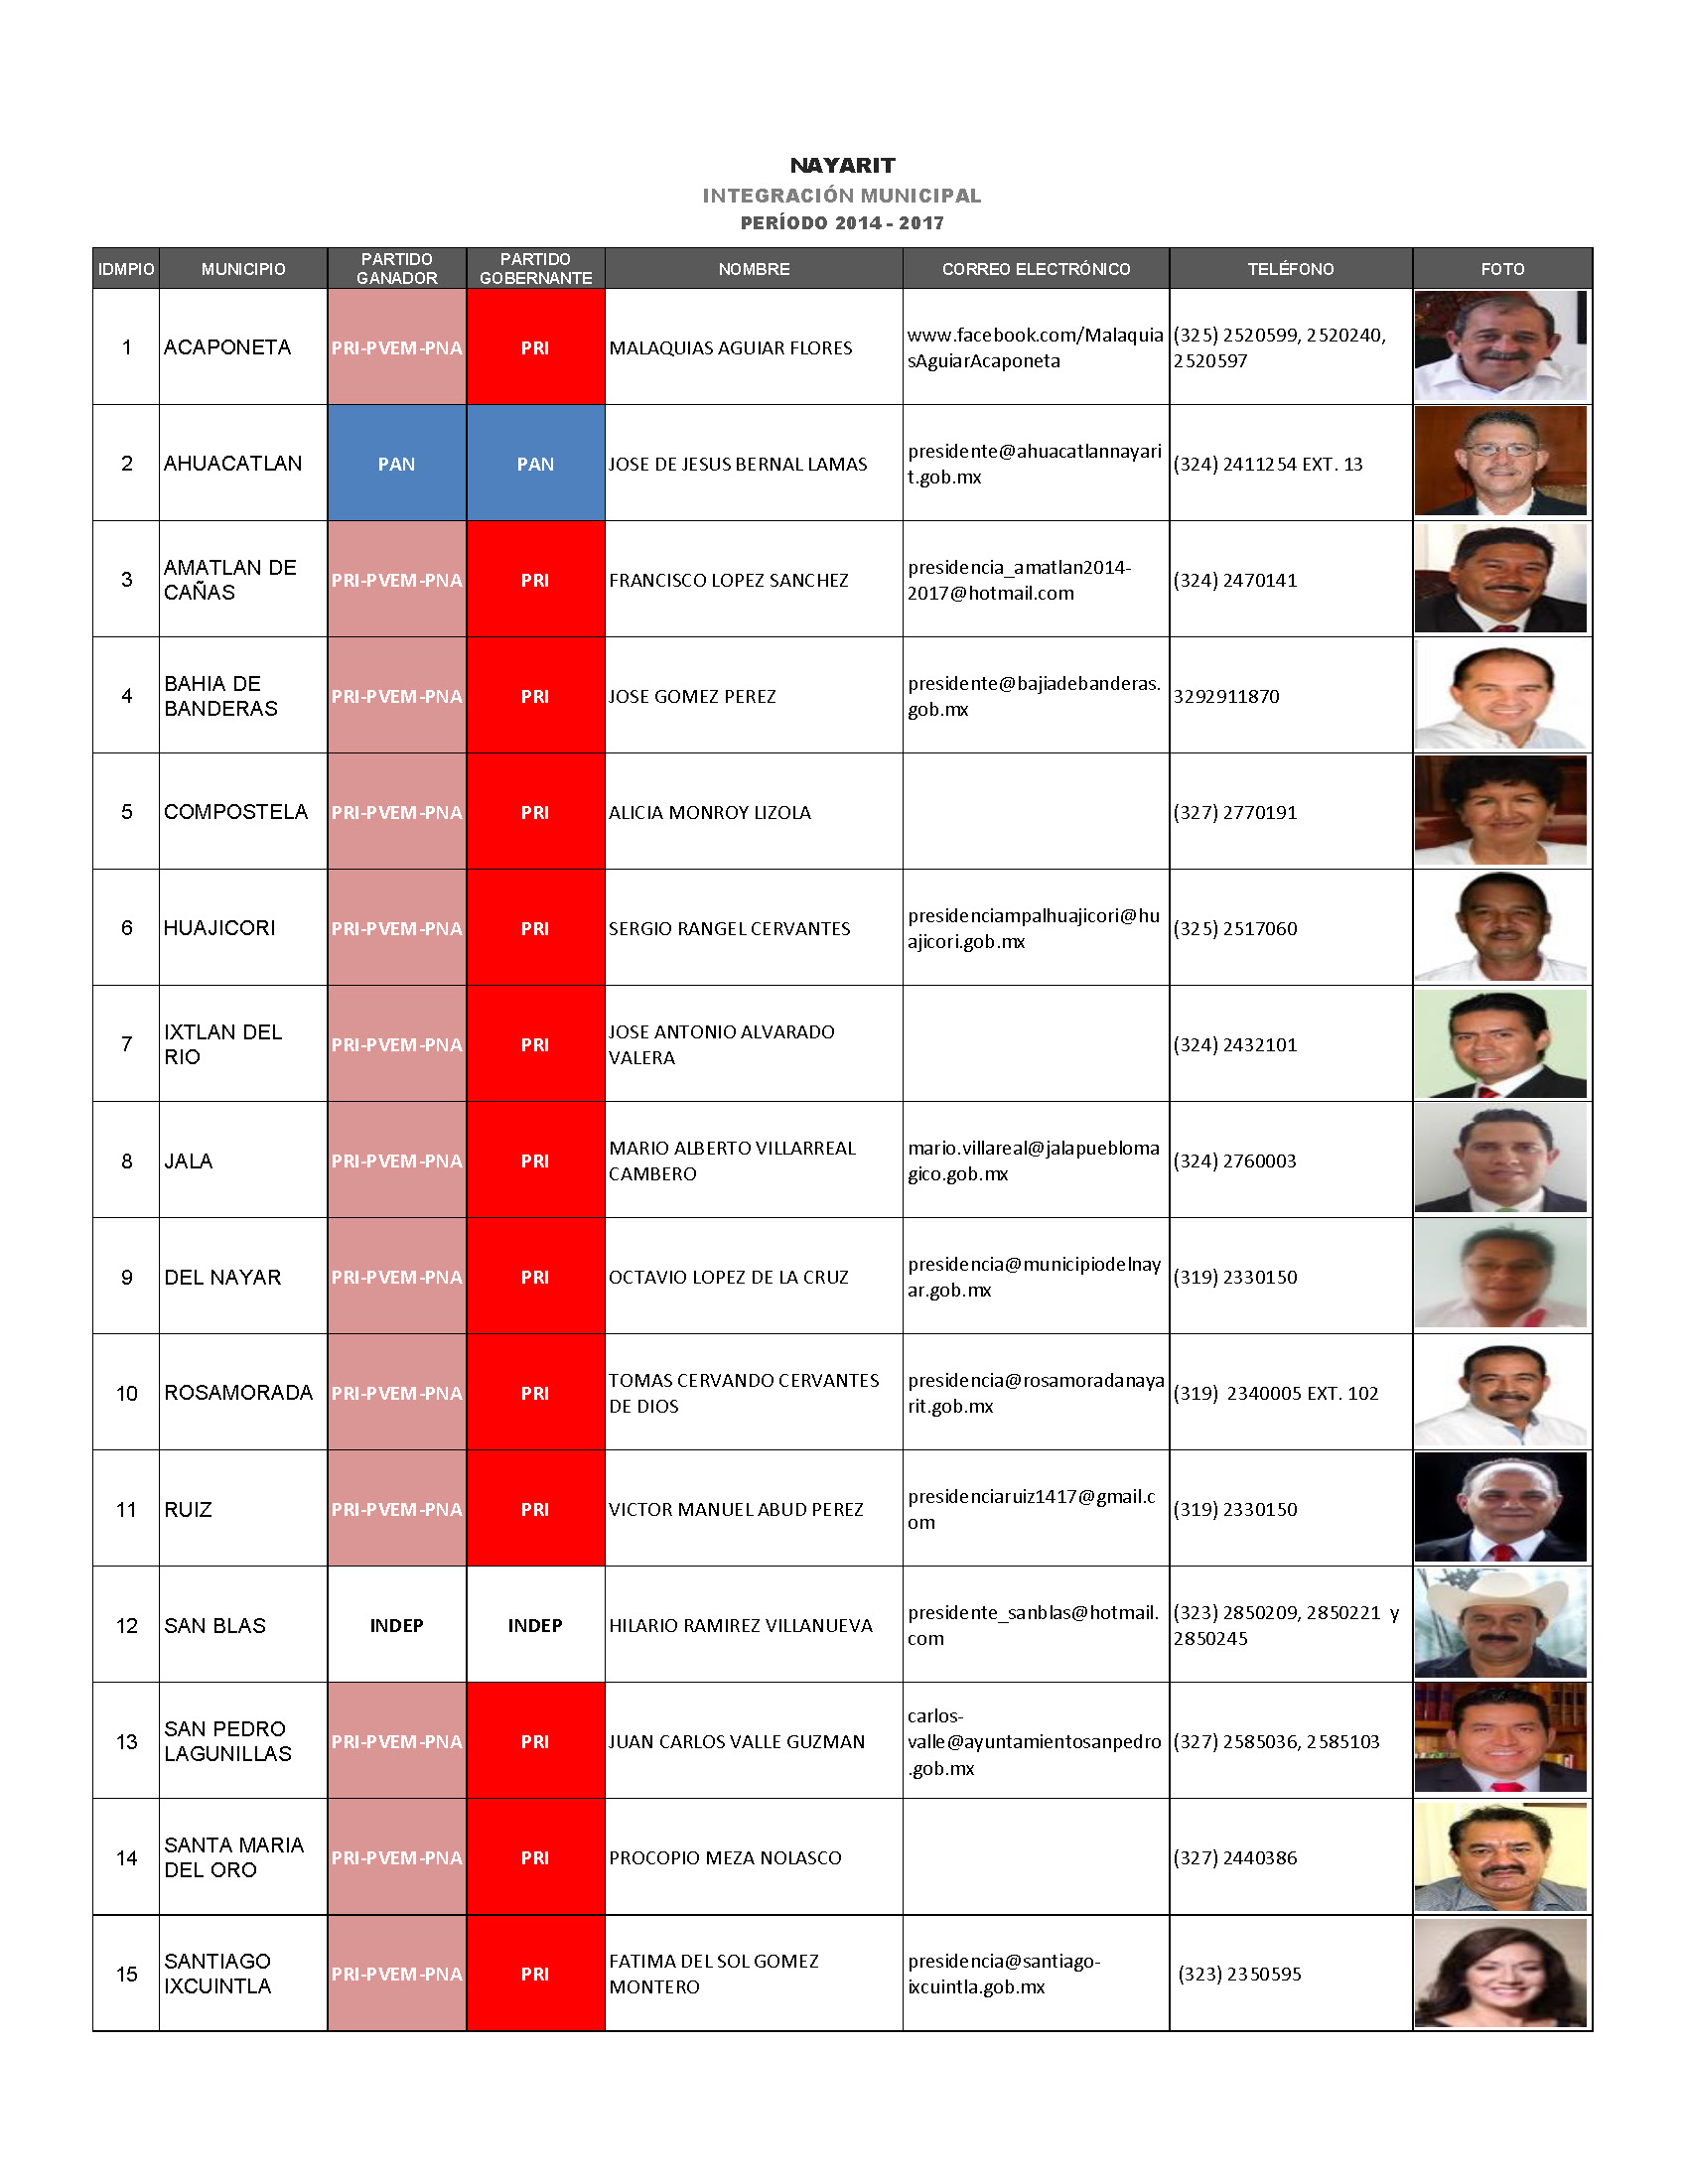 NAYARIT
INTEGRACIÓN MUNICIPAL
PERÍODO 2014 - 2017
IDMPIO MUNICIPIO PARTIDO GANADOR PARTIDO GOBERNANTE NOMBRE CORREO ELECTRÓNICO TELÉFONO FOTO
1 ACAPONETA PRI-PVEM-PNA PRI MALAQUIAS AGUIAR FLORES www.facebook.com/Malaquia (325) 2520599, 2520240,
sAguiarAcaponeta 2520597
2 AHUACATLAN PAN PAN JOSE DE JESUS BERNAL LAMAS presidente@ahuacatlannayari (324) 2411254 EXT. 13
t.gob.mx
3 AMATLAN DE PRI-PVEM-PNA PRI FRANCISCO LOPEZ SANCHEZ presidencia_amatlan2014- (324) 2470141
CAÑAS 2017@hotmail.com
4 BAHIA DE PRI-PVEM-PNA PRI JOSE GOMEZ PEREZ presidente@bajiadebanderas. 3292911870
BANDERAS gob.mx
5 COMPOSTELA PRI-PVEM-PNA PRI ALICIA MONROY LIZOLA (327) 2770191
6 HUAJICORI PRI-PVEM-PNA PRI SERGIO RANGEL CERVANTES presidenciampalhuajicori@hu (325) 2517060
ajicori.gob.mx
7 IXTLAN DEL PRI-PVEM-PNA PRI JOSE ANTONIO ALVARADO (324) 2432101
RIO VALERA
8 JALA PRI-PVEM-PNA PRI MARIO ALBERTO VILLARREAL mario.villareal@jalapuebloma (324) 2760003
CAMBERO gico.gob.mx
9 DEL NAYAR PRI-PVEM-PNA PRI OCTAVIO LOPEZ DE LA CRUZ presidencia@municipiodelnay (319) 2330150
ar.gob.mx
10 ROSAMORADA PRI-PVEM-PNA PRI TOMAS CERVANDO CERVANTES presidencia@rosamoradanaya (319) 2340005 EXT. 102
DE DIOS rit.gob.mx
11 RUIZ PRI-PVEM-PNA PRI VICTOR MANUEL ABUD PEREZ presidenciaruiz1417@gmail.c (319) 2330150
om
12 SAN BLAS INDEP INDEP HILARIO RAMIREZ VILLANUEVA presidente_sanblas@hotmail. (323) 2850209, 2850221 y
com 2850245
13 SAN PEDRO PRI-PVEM-PNA PRI JUAN CARLOS VALLE GUZMAN carlos- (327) 2585036, 2585103
LAGUNILLAS valle@ayuntamientosanpedro
.gob.mx
14 SANTA MARIA PRI-PVEM-PNA PRI PROCOPIO MEZA NOLASCO (327) 2440386
DEL ORO
15 SANTIAGO PRI-PVEM-PNA PRI FATIMA DEL SOL GOMEZ presidencia@santiago- (323) 2350595
IXCUINTLA MONTERO ixcuintla.gob.mx